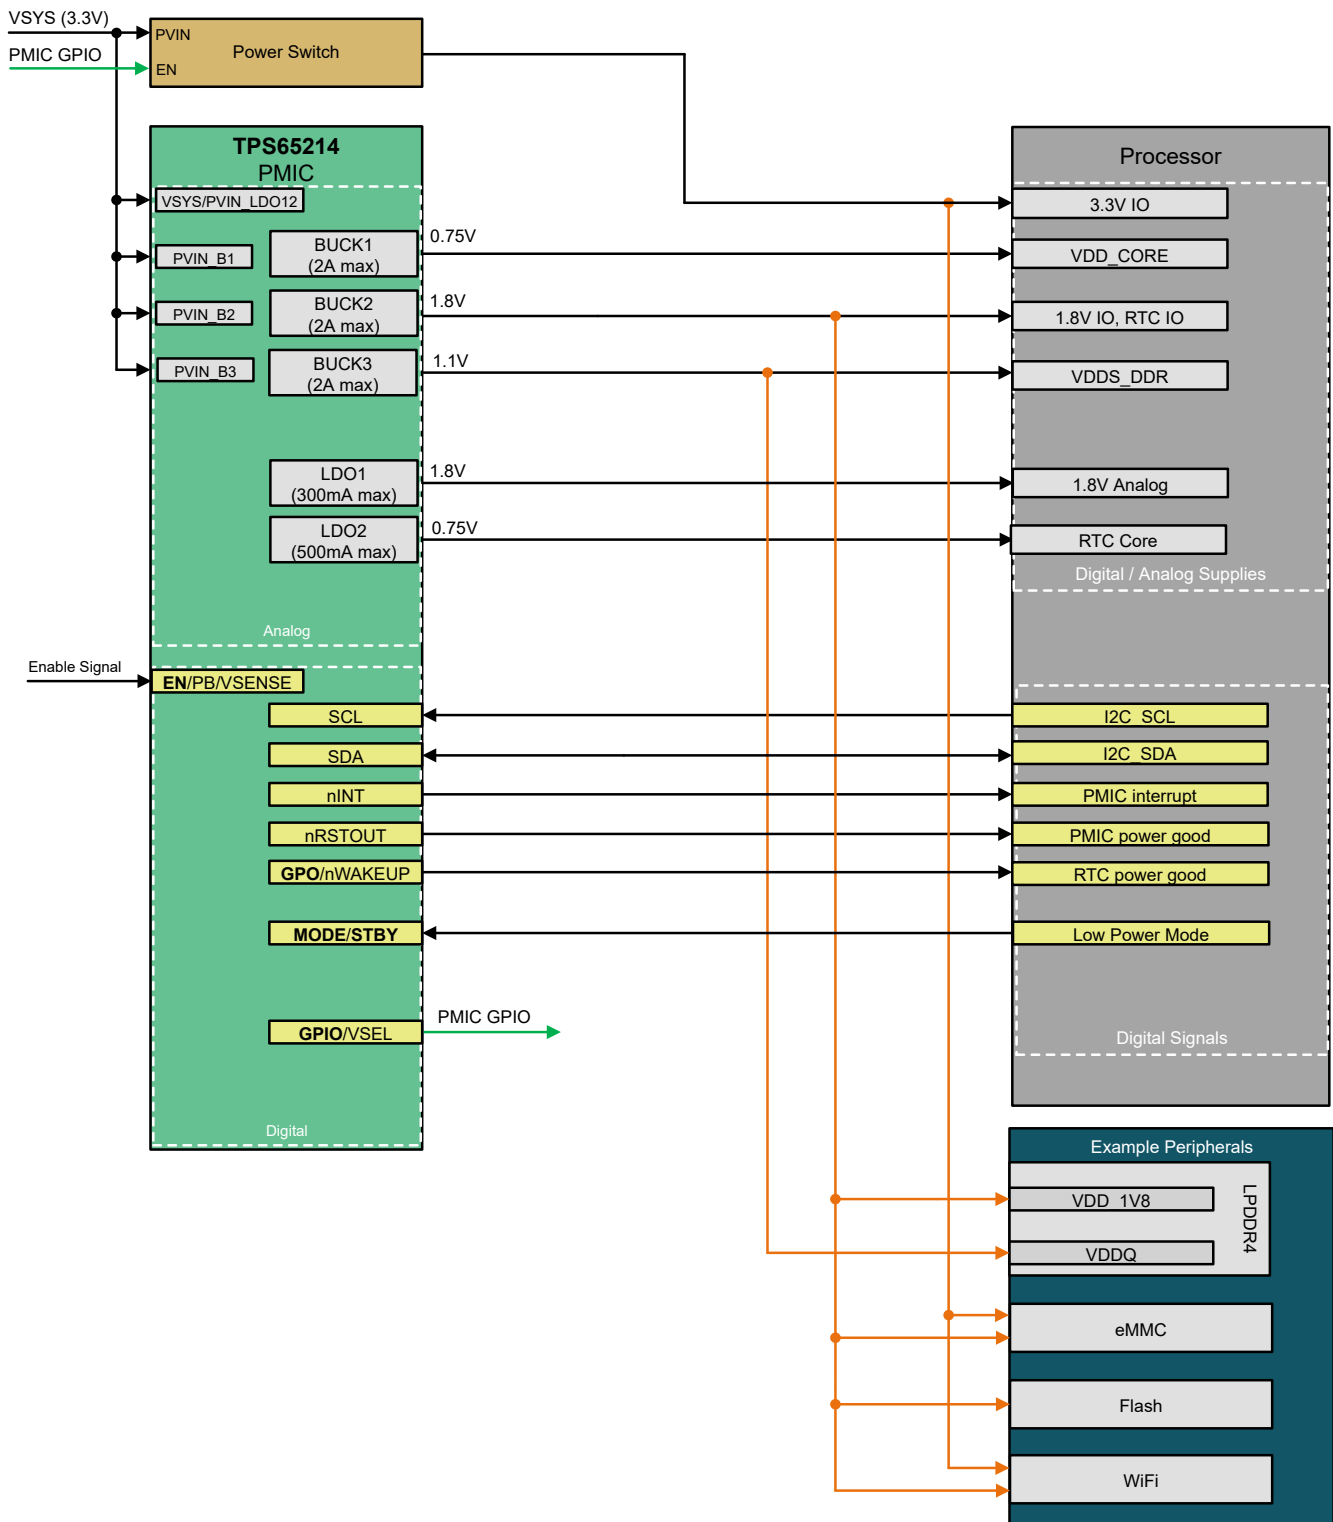 VSYS (3.3V)
PMIC GPIO
PVIN
EN
Power Switch
TPS65214
PMIC
VSYS/PVIN_LDO12
PVIN_B1
PVIN_B2
PVIN_B3
BUCK1
(2A max)
BUCK2
(2A max)
BUCK3
(2A max)
LDO1
(300mA max)
LDO2
(500mA max)
Analog
0.75V
1.8V
1.1V
1.8V
0.75V
Processor
3.3V IO
VDD_CORE
1.8V IO, RTC IO
VDDS_DDR
1.8V Analog
RTC Core
Digital / Analog Supplies
Enable Signal
EN/PB/VSENSE
SCL
SDA
nINT
nRSTOUT
GPO/nWAKEUP
MODE/STBY
GPIO/VSEL
Digital
PMIC GPIO
I2C_SCL
I2C_SDA
PMIC interrupt
PMIC power good
RTC power good
Low Power Mode
Digital Signals
Example Peripherals
VDD_1V8
VDDQ
LPDDR4
eMMC
Flash
WiFi